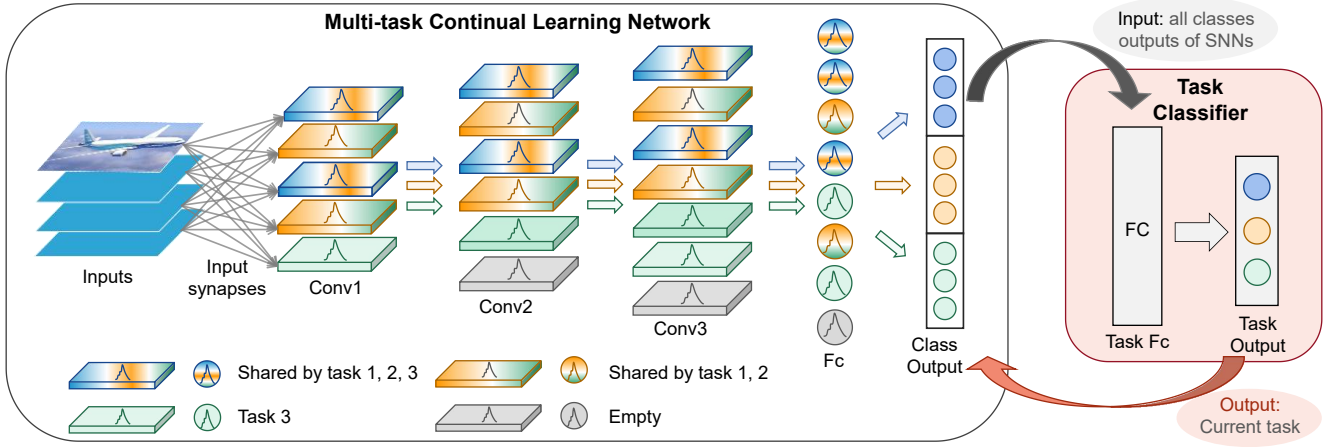 Multi-task Continual Learning Network
Input: all classes
outputs of SNNs
Task
Classifier
FC
Inputs
Input
synapses
Conv1
Conv2
Conv3
Fc
Class
Output
Task Fc
Task
Output
Shared by task 1, 2, 3
Shared by task 1, 2
Task 3
Empty
Output:
Current task